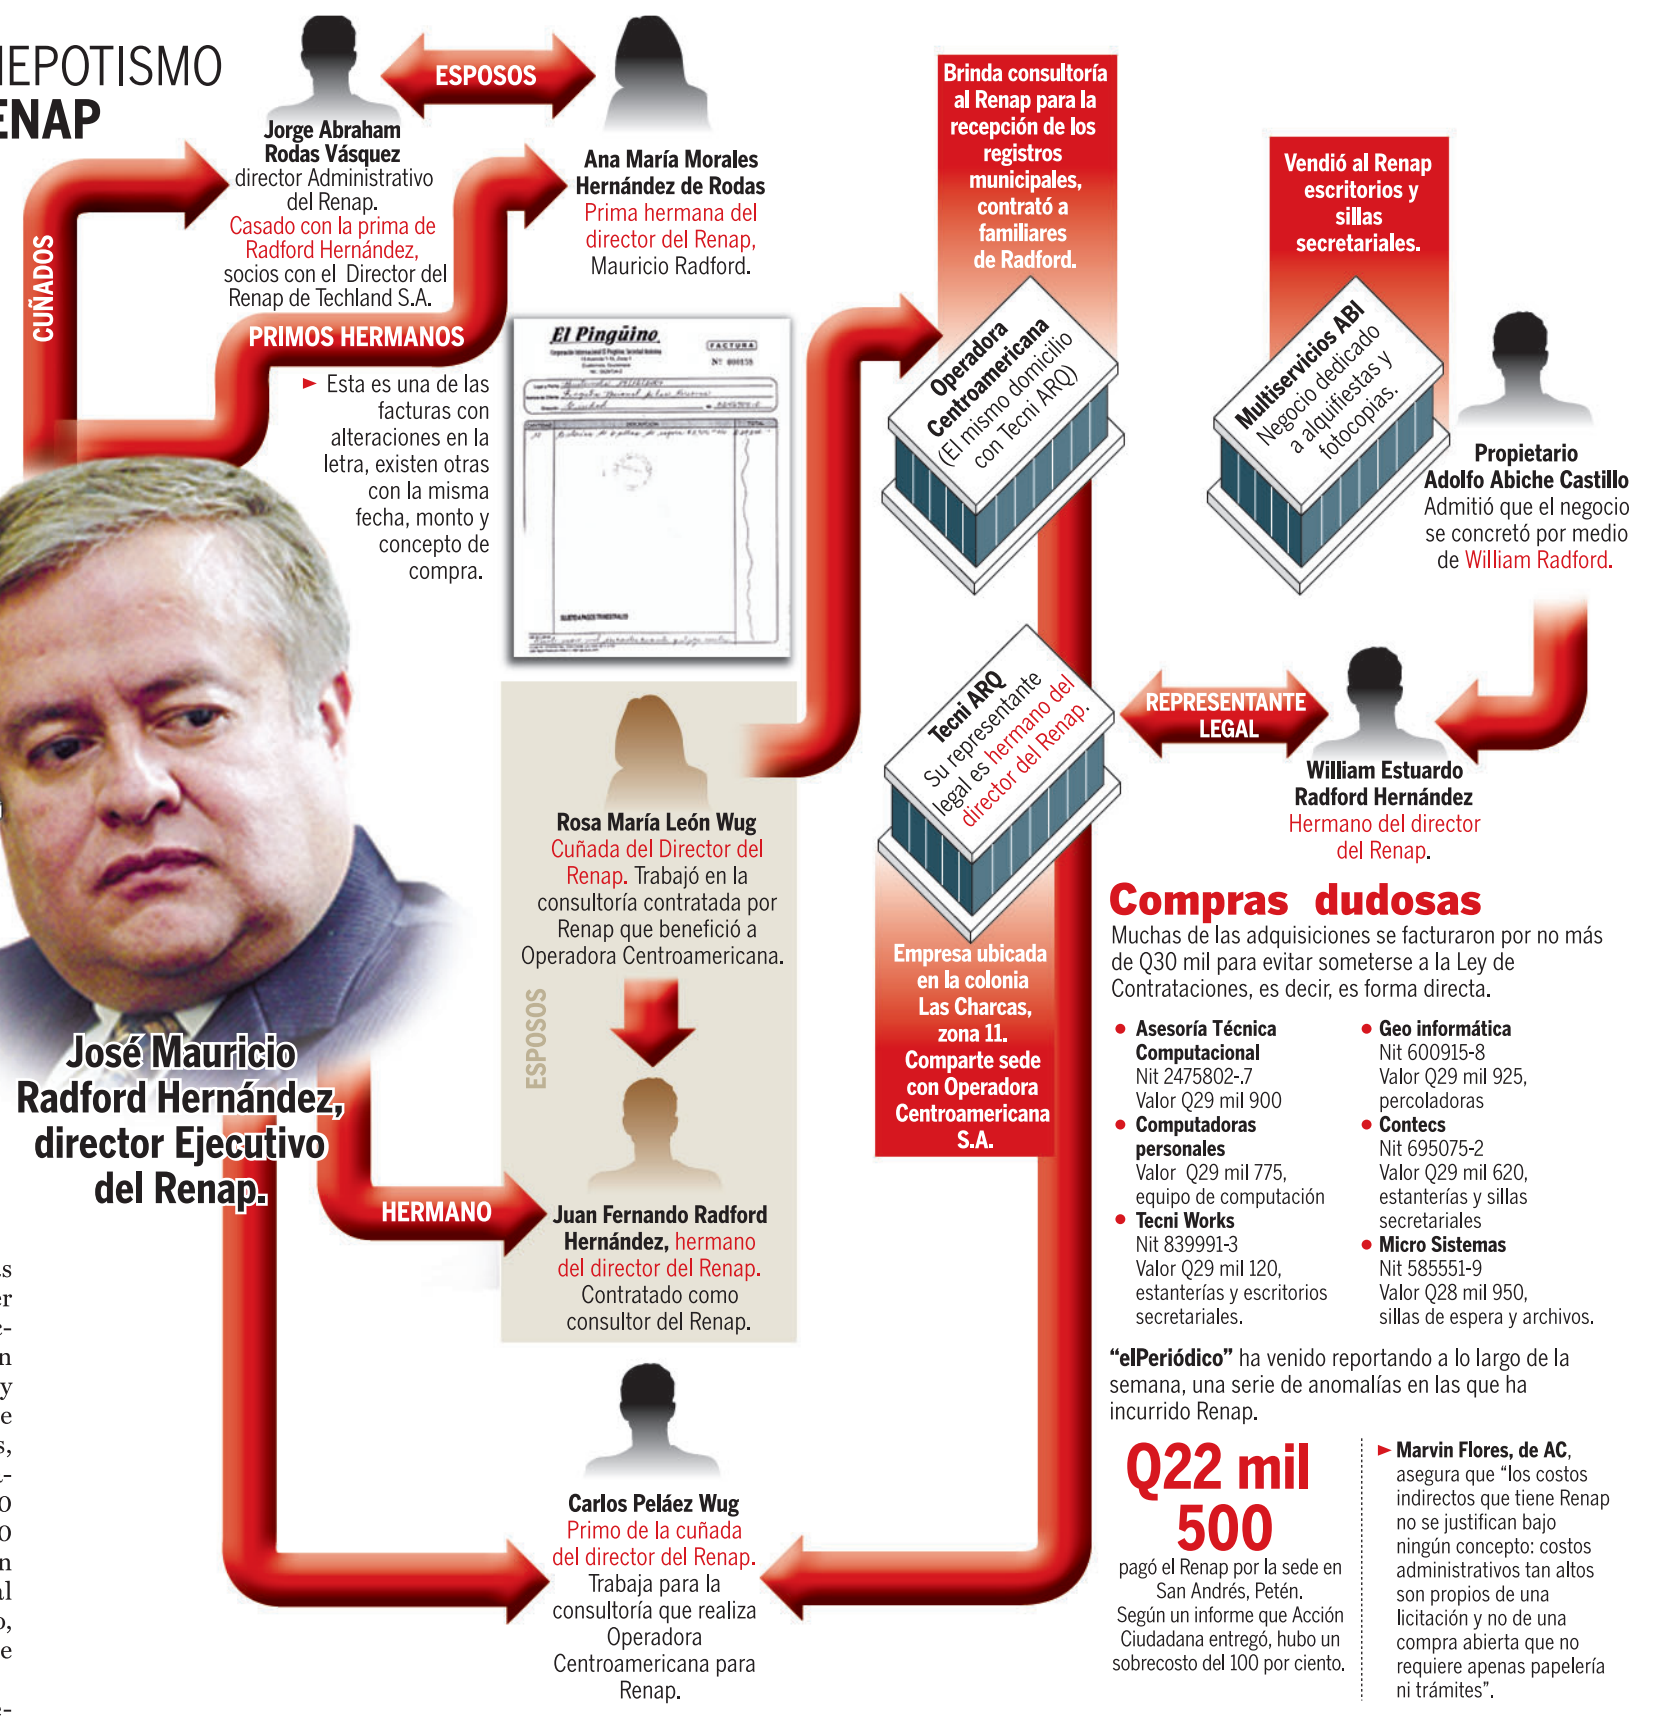 NEPOTISMO
RENAP
ESPOSOS
Jorge Abraham
Rodas Vásquez
director Administrativo
del Renap.
Casado con la prima de
Radford Hernández,
socios con el Director del
Renap de Techland S.A.
Ana María Morales
Hernández de Rodas
Prima hermana del
director del Renap,
Mauricio Radford.
CUÑADOS
PRIMOS HERMANOS
Esta es una de las
facturas con
alteraciones en la
letra, existen otras
con la misma
fecha, monto y
concepto de
compra.
El Pingüino
FACTURA
Nº 000158
CANTIDAD DESCRIPCION TOTAL
SUJETO A PAGOS TRIMESTRALES
Brinda consultoría
al Renap para la
recepción de los
registros
municipales,
contrató a
familiares
de Radford.
Operadora
Centroamericana
(El mismo domicilio
con Tecni ARQ)
Vendió al Renap
escritorios y
sillas
secretariales.
Multiservicios ABI
Negocio dedicado
a alquifiestas y
fotocopias.
Propietario
Adolfo Abiche Castillo
Admitió que el negocio
se concretó por medio
de William Radford.
Tecni ARQ
Su representante
legal es hermano del
director del Renap.
REPRESENTANTE
LEGAL
William Estuardo
Radford Hernández
Hermano del director
del Renap.
Empresa ubicada
en la colonia
Las Charcas,
zona 11.
Comparte sede
con Operadora
Centroamericana
S.A.
Rosa María León Wug
Cuñada del Director del
Renap. Trabajó en la
consultoría contratada por
Renap que benefició a
Operadora Centroamericana.
ESPOSOS
José Mauricio
Radford Hernández,
director Ejecutivo
del Renap.
HERMANO
Juan Fernando Radford
Hernández, hermano
del director del Renap.
Contratado como
consultor del Renap.
Carlos Peláez Wug
Primo de la cuñada
del director del Renap.
Trabaja para la
consultoría que realiza
Operadora
Centroamericana para
Renap.
Compras dudosas
Muchas de las adquisiciones se facturaron por no más
de Q30 mil para evitar someterse a la Ley de
Contrataciones, es decir, es forma directa.
Asesoría Técnica
Computacional
Nit 2475802-.7
Valor Q29 mil 900
Computadoras
personales
Valor Q29 mil 775,
equipo de computación
Tecni Works
Nit 839991-3
Valor Q29 mil 120,
estanterías y escritorios
secretariales.
Geo informática
Nit 600915-8
Valor Q29 mil 925,
percoladoras
Contecs
Nit 695075-2
Valor Q29 mil 620,
estanterías y sillas
secretariales
Micro Sistemas
Nit 585551-9
Valor Q28 mil 950,
sillas de espera y archivos.
“elPeriódico” ha venido reportando a lo largo de la
semana, una serie de anomalías en las que ha
incurrido Renap.
Q22 mil
500
pagó el Renap por la sede en
San Andrés, Petén.
Según un informe que Acción
Ciudadana entregó, hubo un
sobrecosto del 100 por ciento.
Marvin Flores, de AC,
asegura que “los costos
indirectos que tiene Renap
no se justifican bajo
ningún concepto: costos
administrativos tan altos
son propios de una
licitación y no de una
compra abierta que no
requiere apenas papelería
ni trámites”.